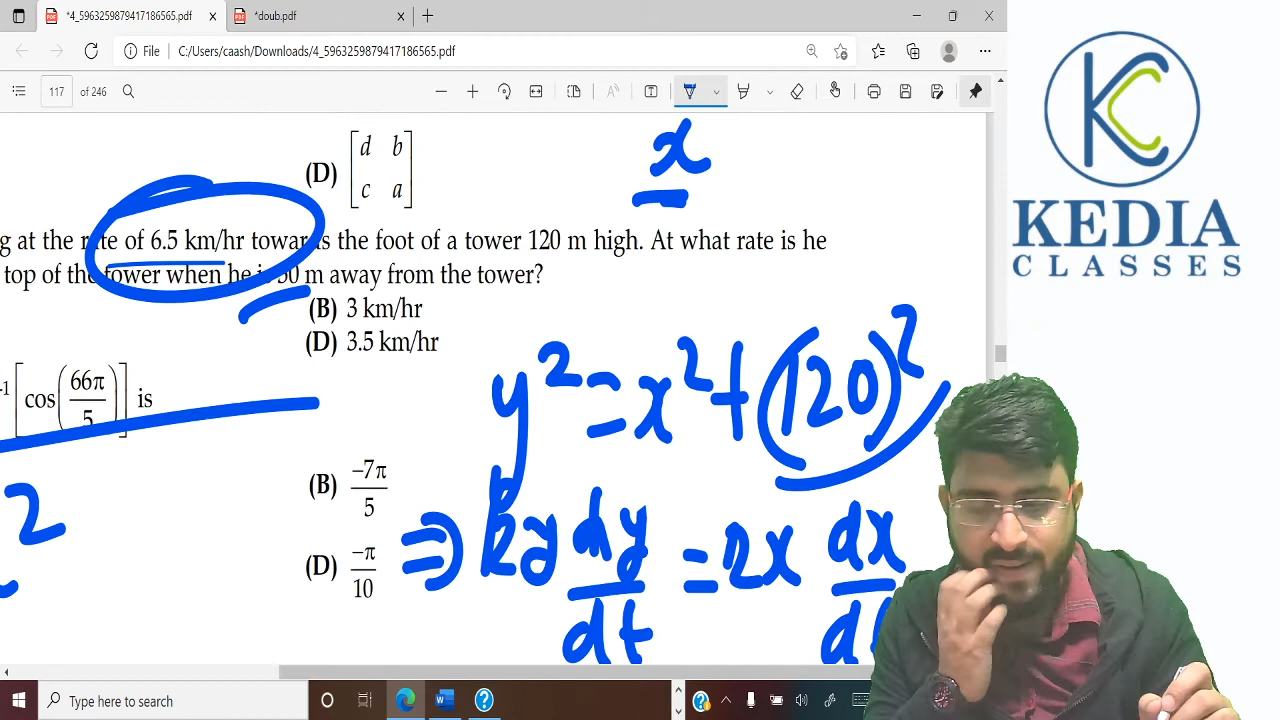 *4_5963259879417186565.pdf
*doub.pdf
File C:/Users/caash/Downloads/4_5963259879417186565.pdf
117 of 246
KEDIA
CLASSES
(D) [d b
c a]
x
g at the rate of 6.5 km/hr towards the foot of a tower 120 m high. At what rate is he
top of the tower when he is 50 m away from the tower?
(B) 3 km/hr
(D) 3.5 km/hr
y² = x² + (120)²
-1 [cos(66π/5)] is
(B) –7π/5
2
⇒ 2y dy/dt = 2x dx/dt
(D) –π/10
Type here to search